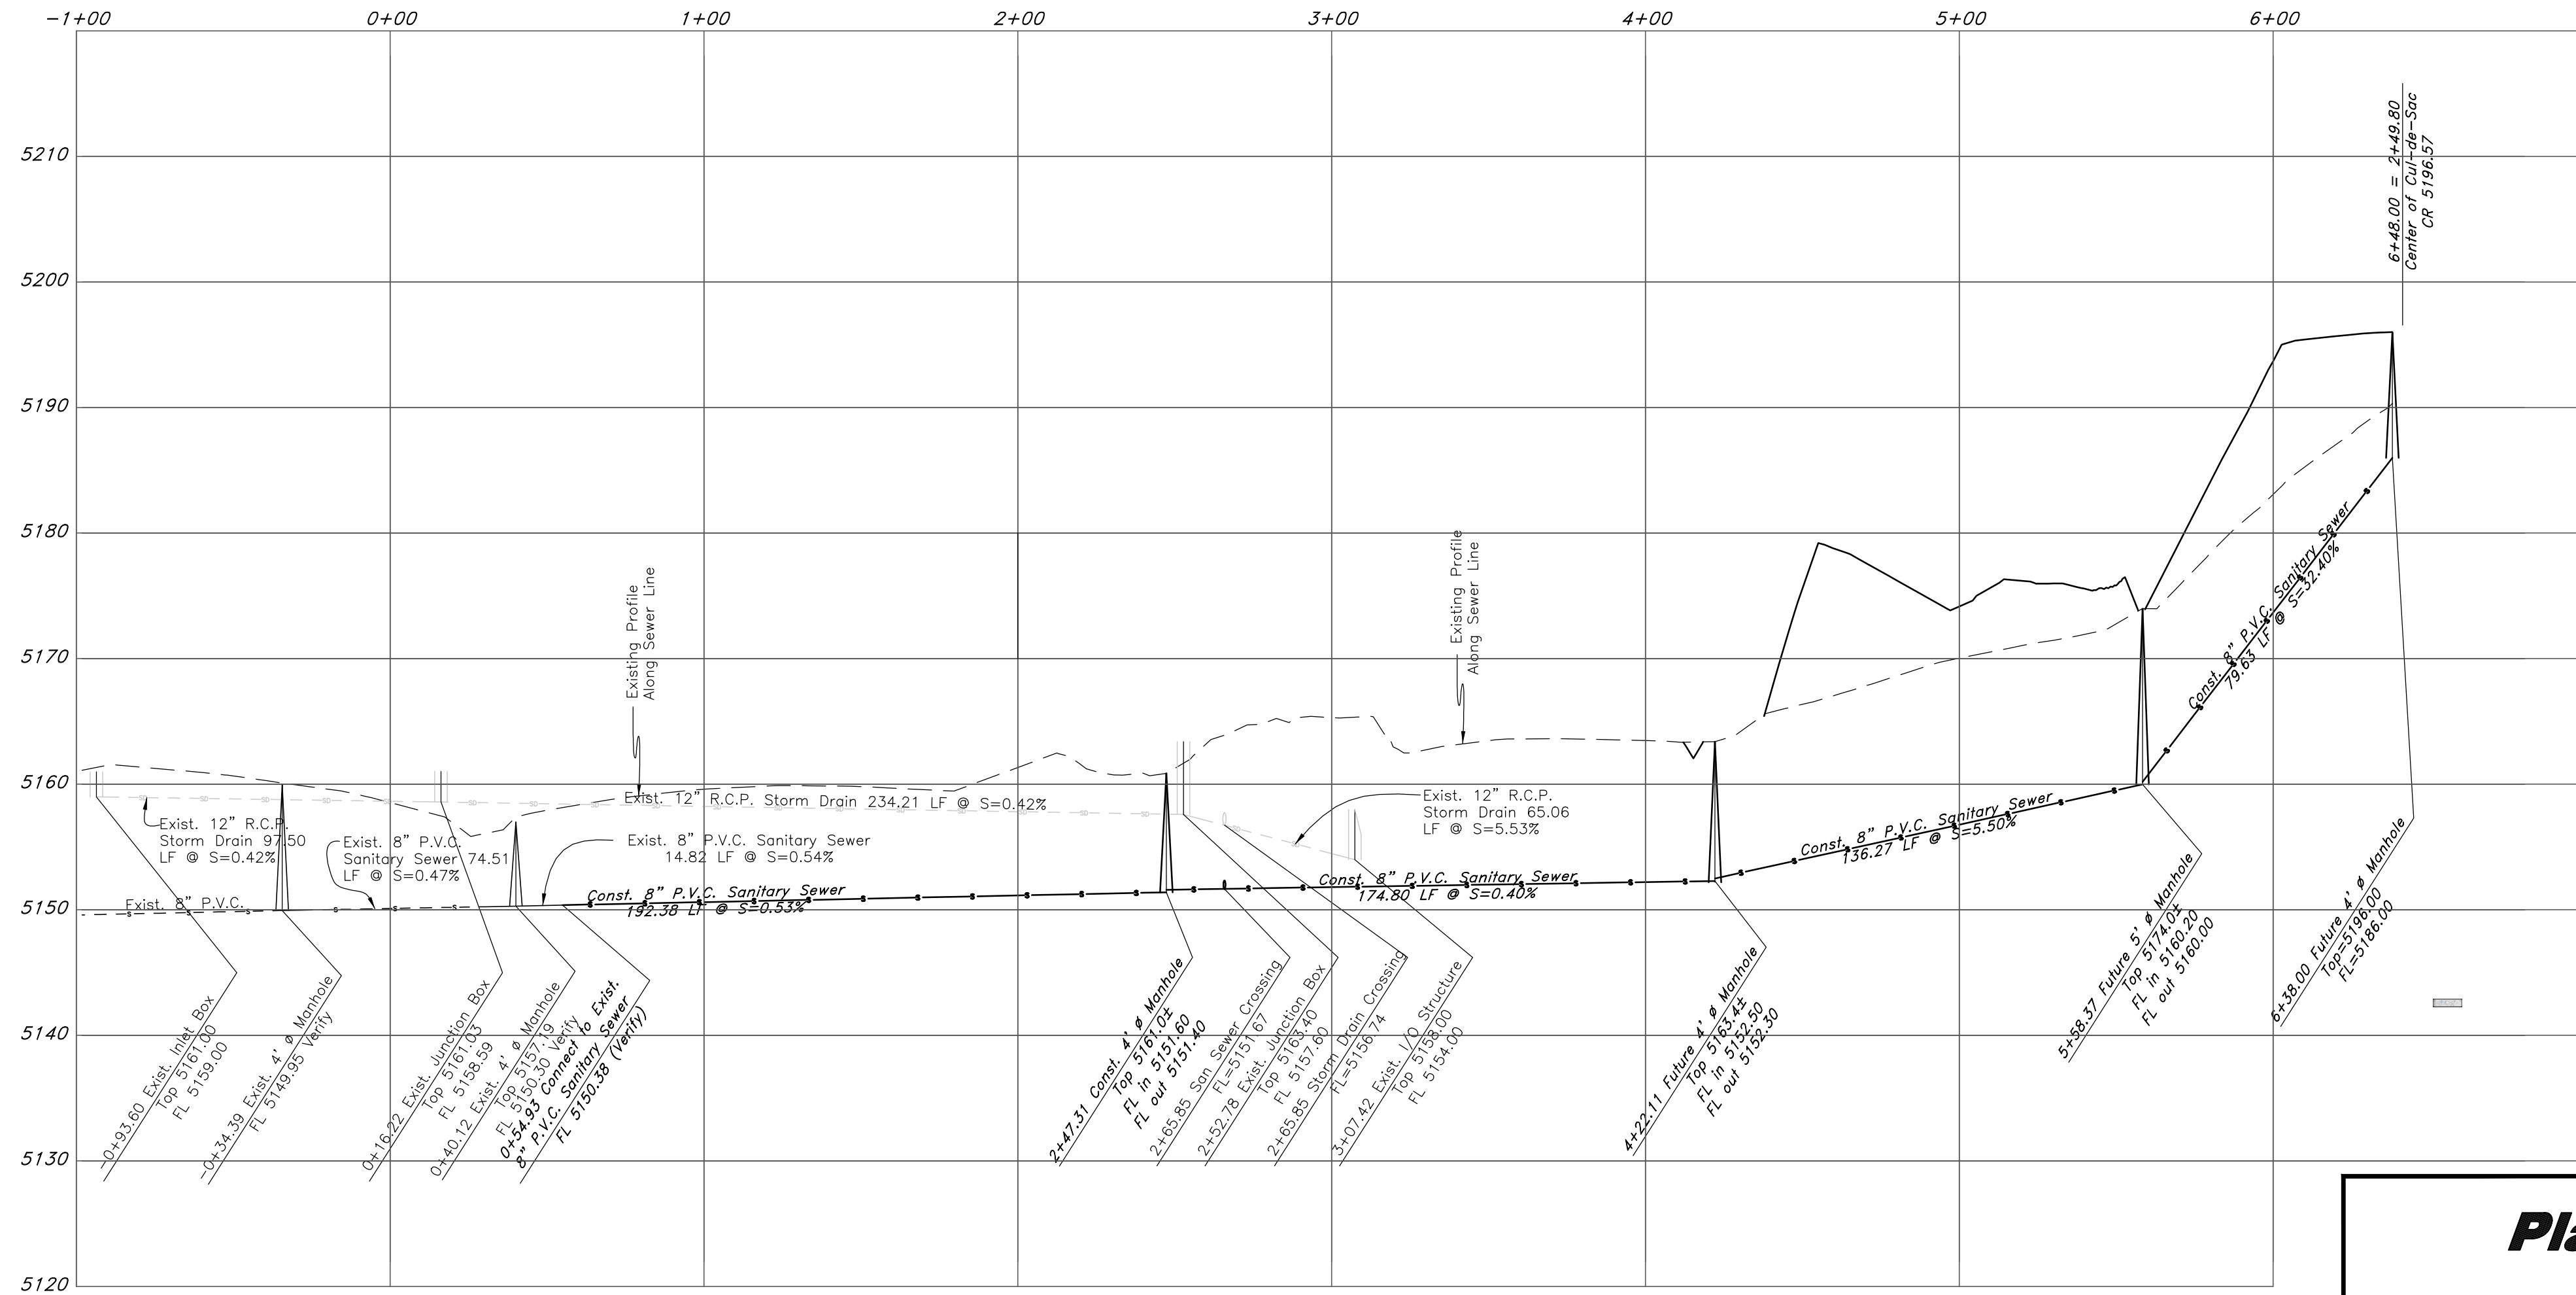 -1+00
0+00
1+00
2+00
3+00
4+00
5+00
6+00
5210
5200
5190
5180
5170
5160
5150
5140
5130
5120
6+48.00 = 2+49.80
Center of Cul-de-Sac
CR 5196.57
Existing Profile
Along Sewer Line
Existing Profile
Along Sewer Line
Exist. 12" R.C.P.
Storm Drain 97.50
LF @ S=0.42%
Exist. 8" P.V.C.
Sanitary Sewer 74.51
LF @ S=0.47%
Exist. 12" R.C.P. Storm Drain 234.21 LF @ S=0.42%
Exist. 8" P.V.C. Sanitary Sewer
14.82 LF @ S=0.54%
Exist. 12" R.C.P.
Storm Drain 65.06
LF @ S=5.53%
Exist. 8" P.V.C.
Const. 8" P.V.C. Sanitary Sewer
192.38 LF @ S=0.53%
Const. 8" P.V.C. Sanitary Sewer
174.80 LF @ S=0.40%
Const. 8" P.V.C. Sanitary Sewer
136.27 LF @ S=5.50%
Const. 8" P.V.C. Sanitary Sewer
79.63 LF @ S=32.40%
-0+93.60 Exist. Inlet Box
Top 5161.00
FL 5159.00
-0+34.39 Exist. 4' ø Manhole
FL 5149.95 Verify
0+16.22 Exist. Junction Box
Top 5161.03
FL 5158.59
0+40.12 Exist. 4' ø Manhole
Top 5157.19
FL 5150.30 Verify
0+54.93 Connect to Exist.
8" P.V.C. Sanitary Sewer
FL 5150.38 (Verify)
2+47.31 Const. 4' ø Manhole
Top 5161.0±
FL in 5151.60
FL out 5151.40
2+65.85 San Sewer Crossing
FL=5151.67
2+52.78 Exist. Junction Box
Top 5163.40
FL 5157.60
2+65.85 Storm Drain Crossing
FL=5156.74
3+07.42 Exist. I/O Structure
Top 5158.00
FL 5154.00
4+22.11 Future 4' ø Manhole
Top 5163.4±
FL in 5152.50
FL out 5152.30
5+58.37 Future 5' ø Manhole
Top 5174.0±
FL in 5160.20
FL out 5160.00
6+38.00 Future 4' ø Manhole
Top=5196.00
FL=5186.00